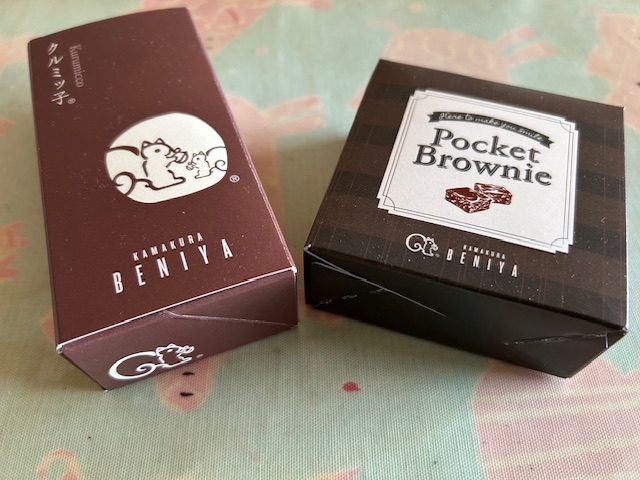 クルミッ子®
Kurumicco
®
KAMAKURA
BENIYA
®
Here to make you smile
Pocket
Brownie
KAMAKURA
BENIYA